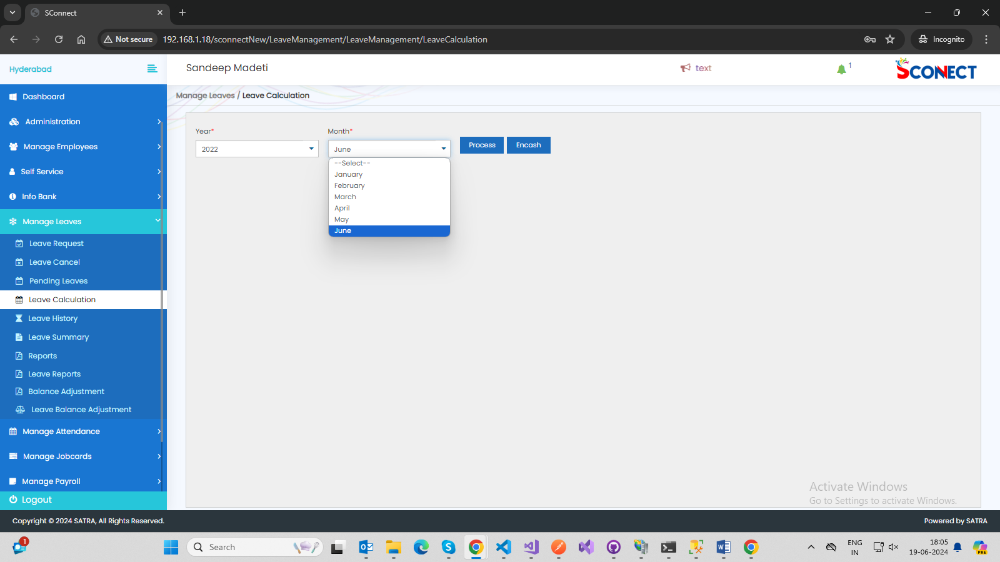 SConnect
Not secure
192.168.1.18/sconnectNew/LeaveManagement/LeaveManagement/LeaveCalculation
Incognito
Hyderabad
Sandeep Madeti
text
1
SCONNECT
Dashboard
Administration
Manage Employees
Self Service
Info Bank
Manage Leaves
Leave Request
Leave Cancel
Pending Leaves
Leave Calculation
Leave History
Leave Summary
Reports
Leave Reports
Balance Adjustment
Leave Balance Adjustment
Manage Attendance
Manage Jobcards
Manage Payroll
Logout
Manage Leaves / Leave Calculation
Year*
Month*
2022
June
Process
Encash
--Select--
January
February
March
April
May
June
Activate Windows
Go to Settings to activate Windows.
Copyright © 2024 SATRA, All Rights Reserved.
Powered by SATRA
1
Search
ENG
IN
18:05
19-06-2024
PRE